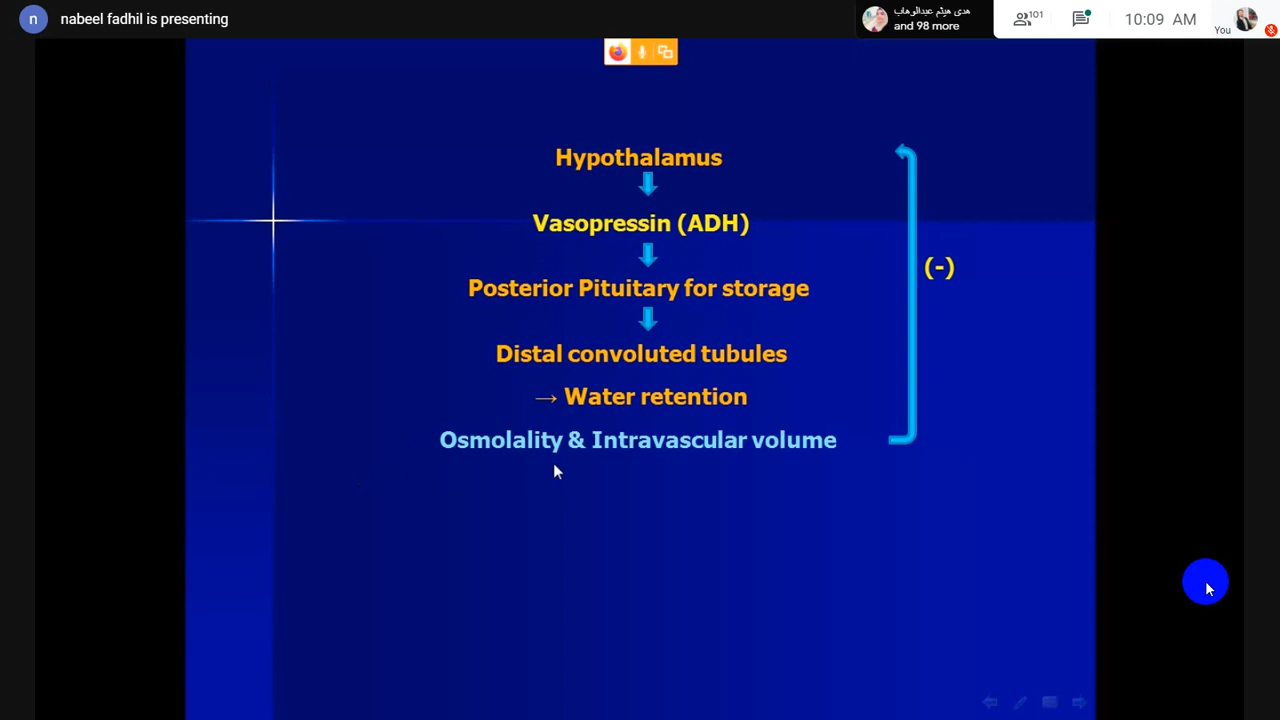 n nabeel fadhil is presenting
هدى هيثم عبدالوهاب
and 98 more
101
10:09 AM
You
Hypothalamus
Vasopressin (ADH)
(-)
Posterior Pituitary for storage
Distal convoluted tubules
→ Water retention
Osmolality & Intravascular volume